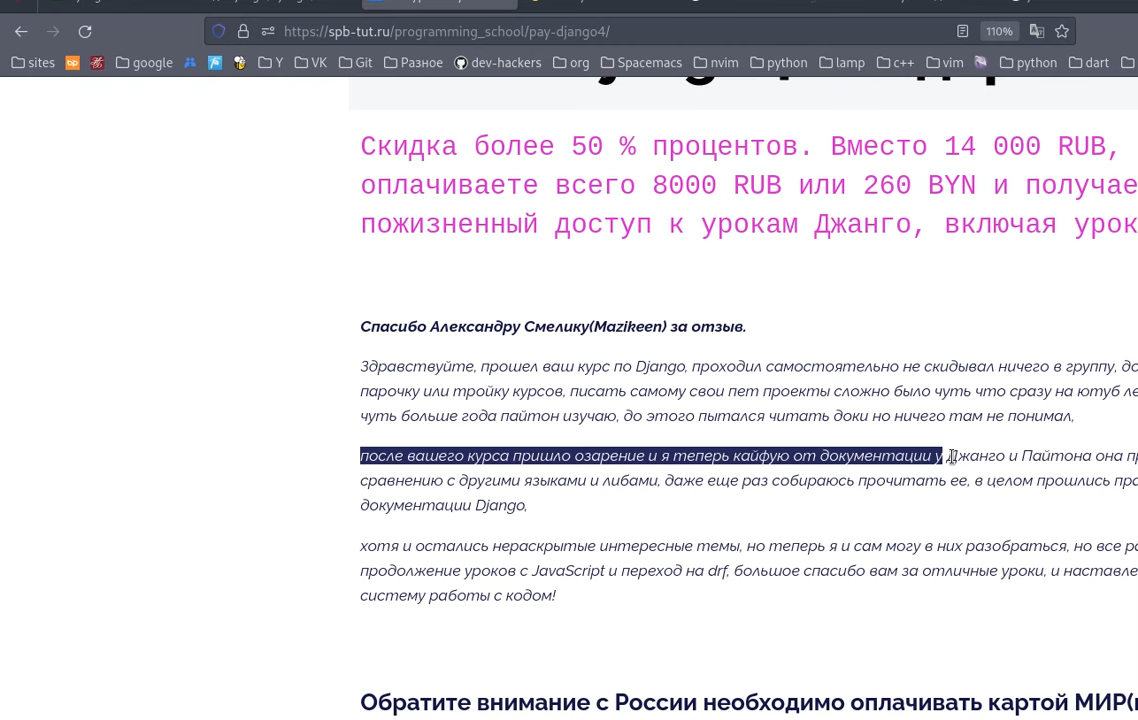 https://spb-tut.ru/programming_school/pay-django4/
110%
sites
google
Y
VK
Git
Разное
dev-hackers
org
Spacemacs
nvim
python
lamp
c++
vim
python
dart
Скидка более 50 % процентов. Вместо 14 000 RUB,
оплачиваете всего 8000 RUB или 260 BYN и получае
пожизненный доступ к урокам Джанго, включая урок
Спасибо Александру Смелику(Mazikeen) за отзыв.
Здравствуйте, прошел ваш курс по Django, проходил самостоятельно не скидывал ничего в группу, до
парочку или тройку курсов, писать самому свои пет проекты сложно было чуть что сразу на ютуб ле
чуть больше года пайтон изучаю, до этого пытался читать доки но ничего там не понимал,
после вашего курса пришло озарение и я теперь кайфую от документации у Джанго и Пайтона она пр
сравнению с другими языками и либами, даже еще раз собираюсь прочитать ее, в целом прошлись пра
документации Django,
хотя и остались нераскрытые интересные темы, но теперь я и сам могу в них разобраться, но все ра
продолжение уроков с JavaScript и переход на drf, большое спасибо вам за отличные уроки, и наставле
систему работы с кодом!
Обратите внимание с России необходимо оплачивать картой МИР(